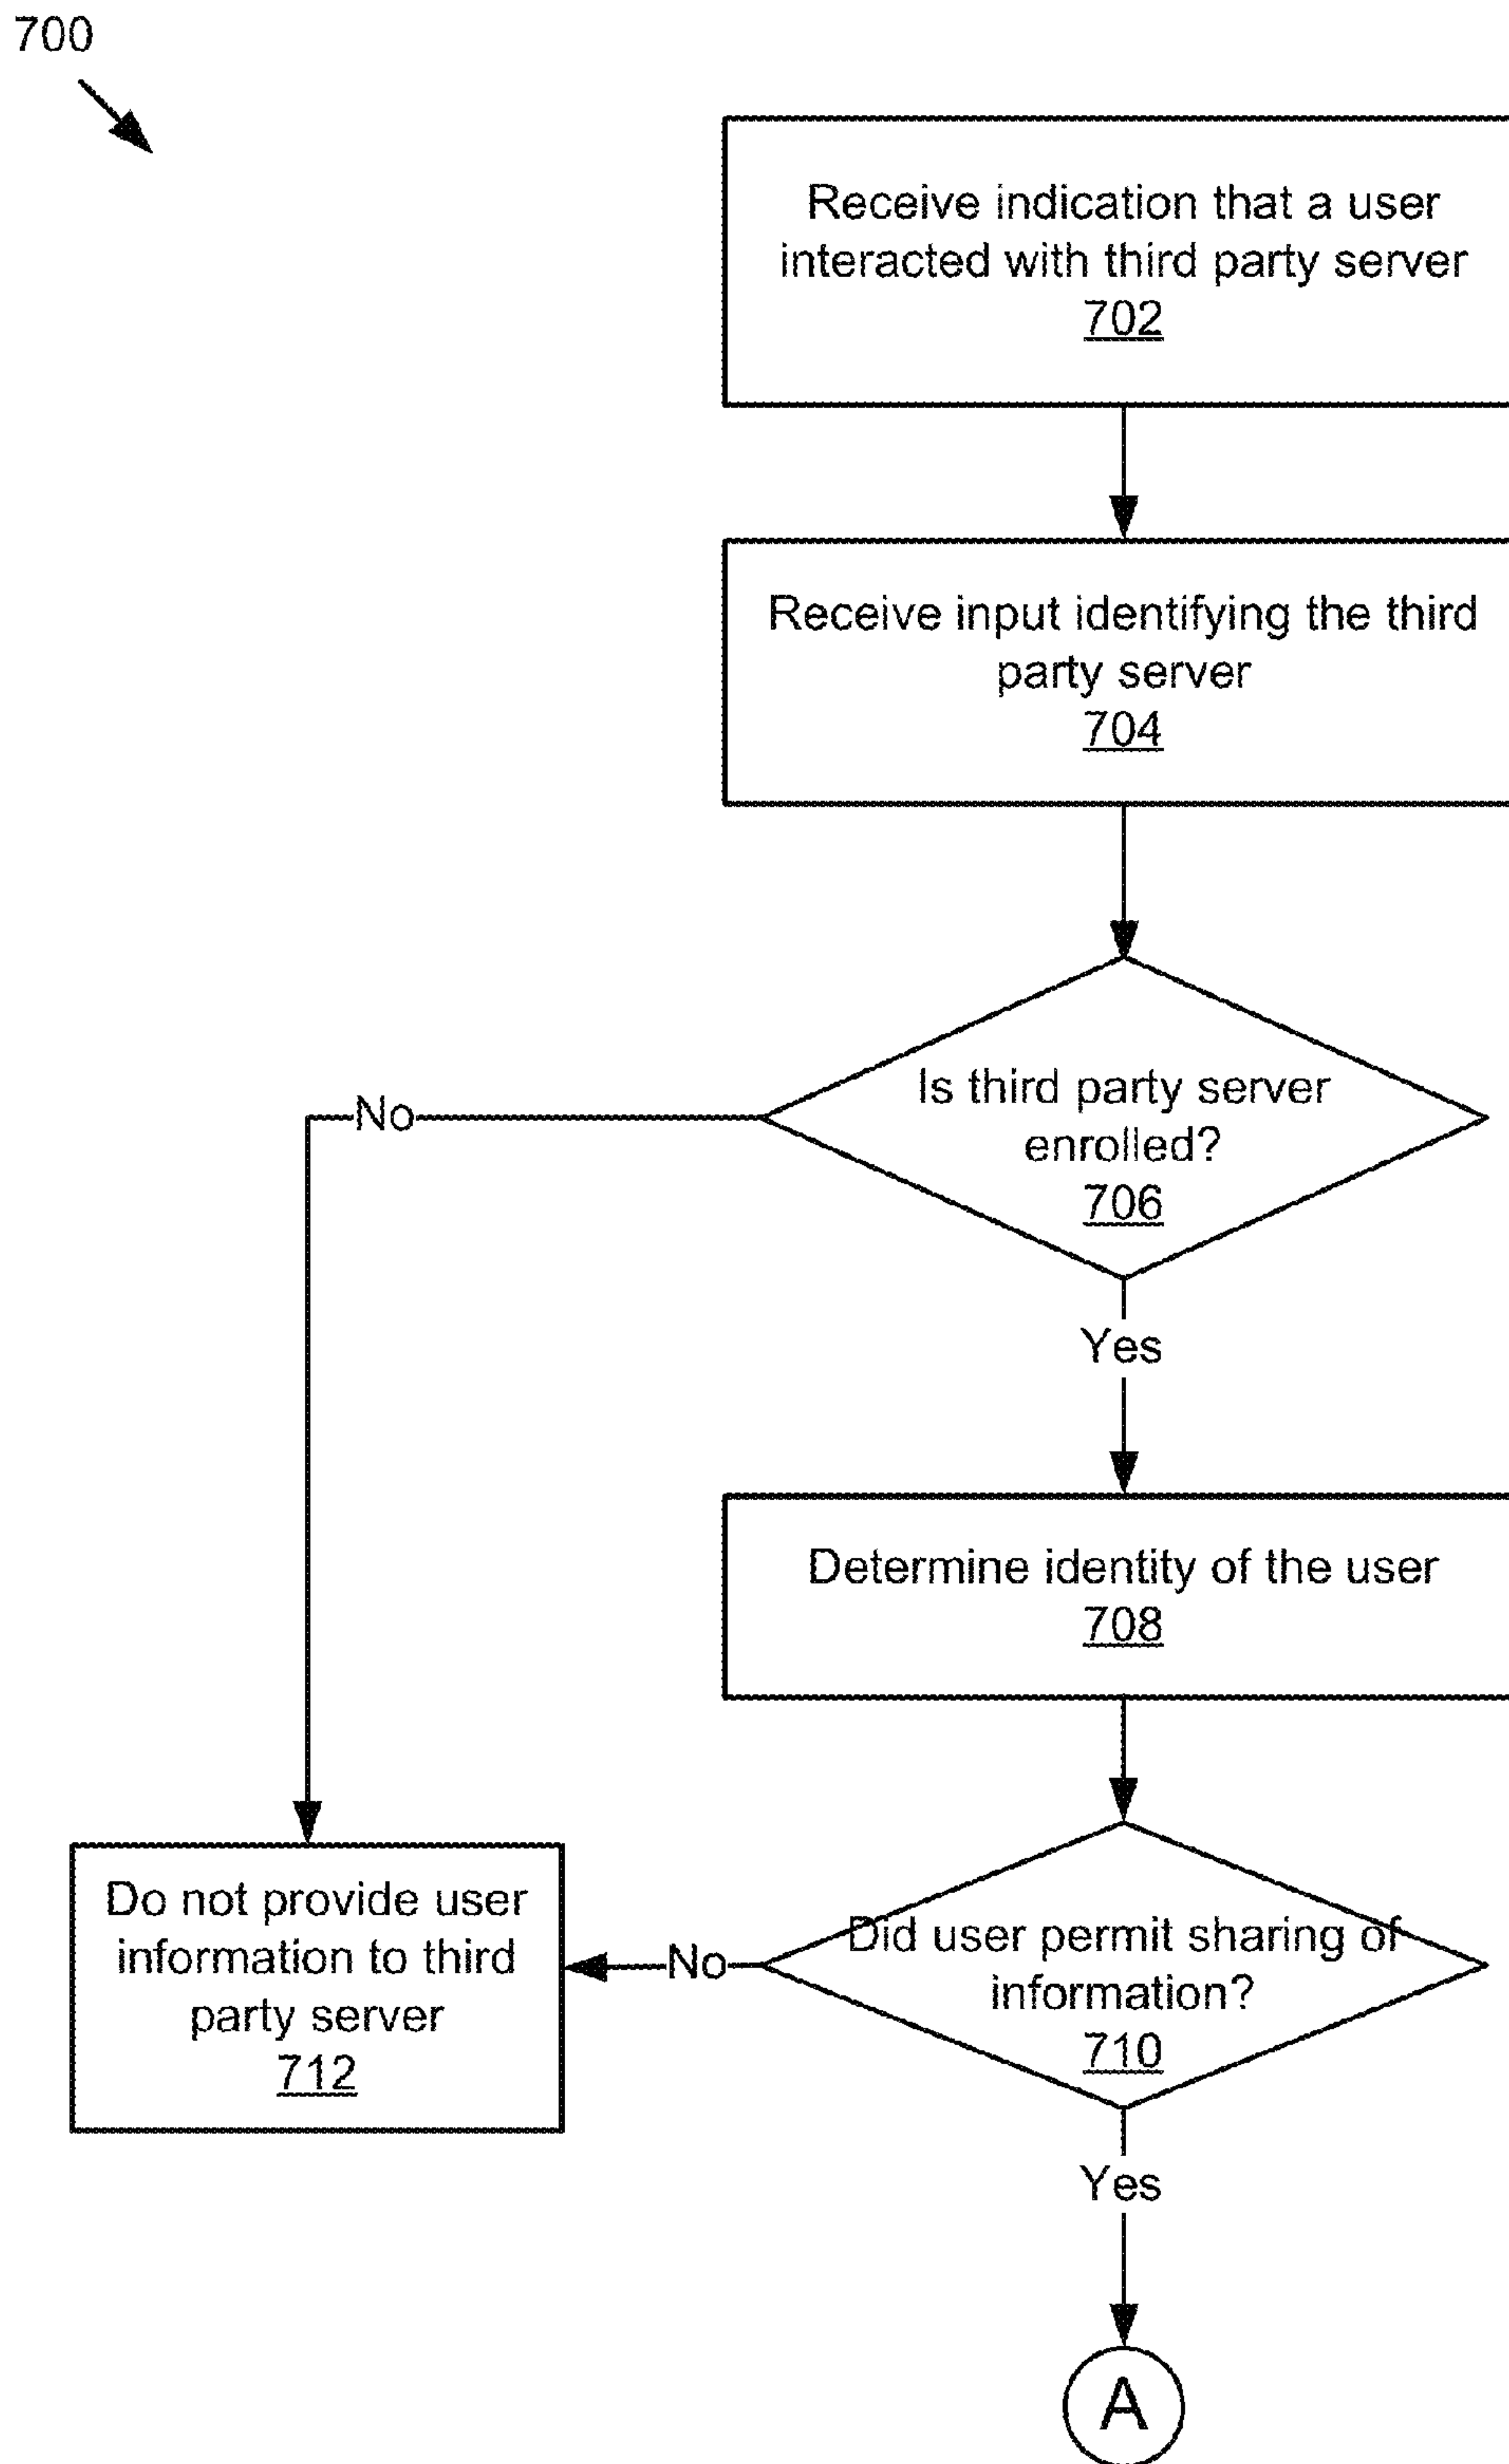 700
Receive indication that a user
interacted with third party server
702
Receive input identifying the third
party server
704
Is third party server
enrolled?
706
No
Yes
Determine identity of the user
708
Did user permit sharing of
information?
710
No
Do not provide user
information to third
party server
712
Yes
A